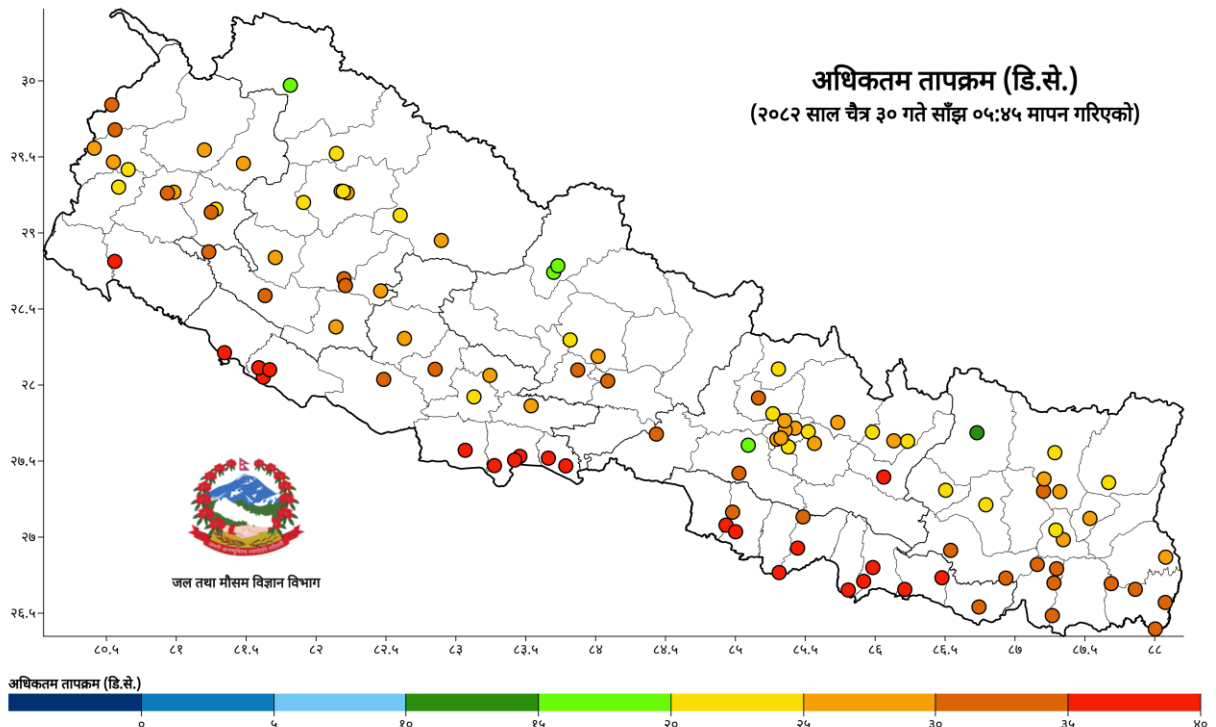 अधिकतम तापक्रम (डि.से.)
(२०८२ साल चैत्र ३० गते साँझ ०५:४५ मापन गरिएको)
३०
२९.५
२९
२८.५
२८
२७.५
२७
२६.५
जल तथा मौसम विज्ञान विभाग
८०.५ ८१ ८१.५ ८२ ८२.५ ८३ ८३.५ ८४ ८४.५ ८५ ८५.५ ८६ ८६.५ ८७ ८७.५ ८८
अधिकतम तापक्रम (डि.से.)
० ५ १० १५ २० २५ ३० ३५ ४०